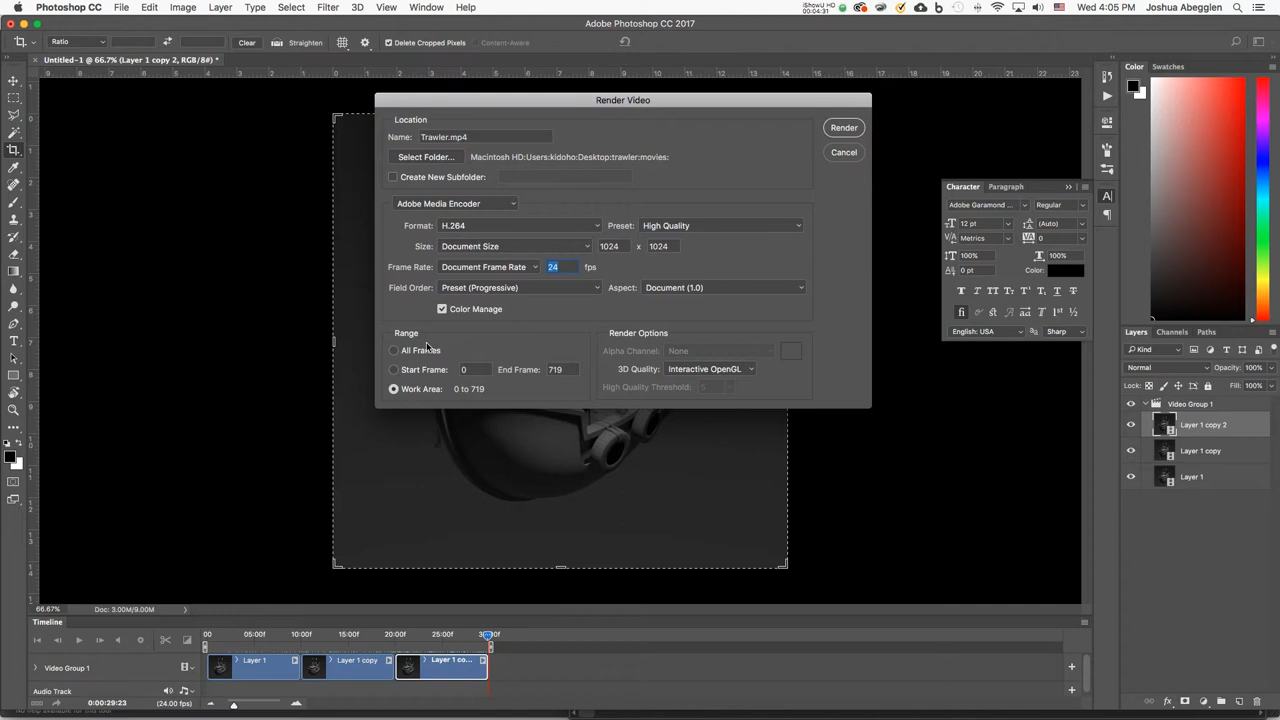 Photoshop CC File Edit Image Layer Type Select Filter 3D View Window Help iShowU HD 00:04:31 Wed 4:05 PM Joshua Abegglen
Adobe Photoshop CC 2017
Ratio Clear Straighten Delete Cropped Pixels Content-Aware
Untitled-1 @ 66.7% (Layer 1 copy 2, RGB/8#) *
Render Video
Location
Name: Trawler.mp4
Render
Select Folder... Macintosh HD:Users:kidoho:Desktop:trawler:movies:
Cancel
Create New Subfolder:
Adobe Media Encoder
Format: H.264 Preset: High Quality
Size: Document Size 1024 x 1024
Frame Rate: Document Frame Rate 24 fps
Field Order: Preset (Progressive) Aspect: Document (1.0)
Color Manage
Range
All Frames
Start Frame: 0 End Frame: 719
Work Area: 0 to 719
Render Options
Alpha Channel: None
3D Quality: Interactive OpenGL
High Quality Threshold: 5
Color Swatches
Character Paragraph
Adobe Garamond ... Regular
12 pt (Auto)
Metrics 0
100% 100%
0 pt Color:
English: USA Sharp
Layers Channels Paths
Kind
Normal Opacity: 100%
Lock: Fill: 100%
Video Group 1
Layer 1 copy 2
Layer 1 copy
Layer 1
66.67% Doc: 3.00M/9.00M
Timeline
00 05:00f 10:00f 15:00f 20:00f 25:00f
Video Group 1 Layer 1 Layer 1 copy Layer 1 co...
Audio Track
0:00:29:23 (24.00 fps)